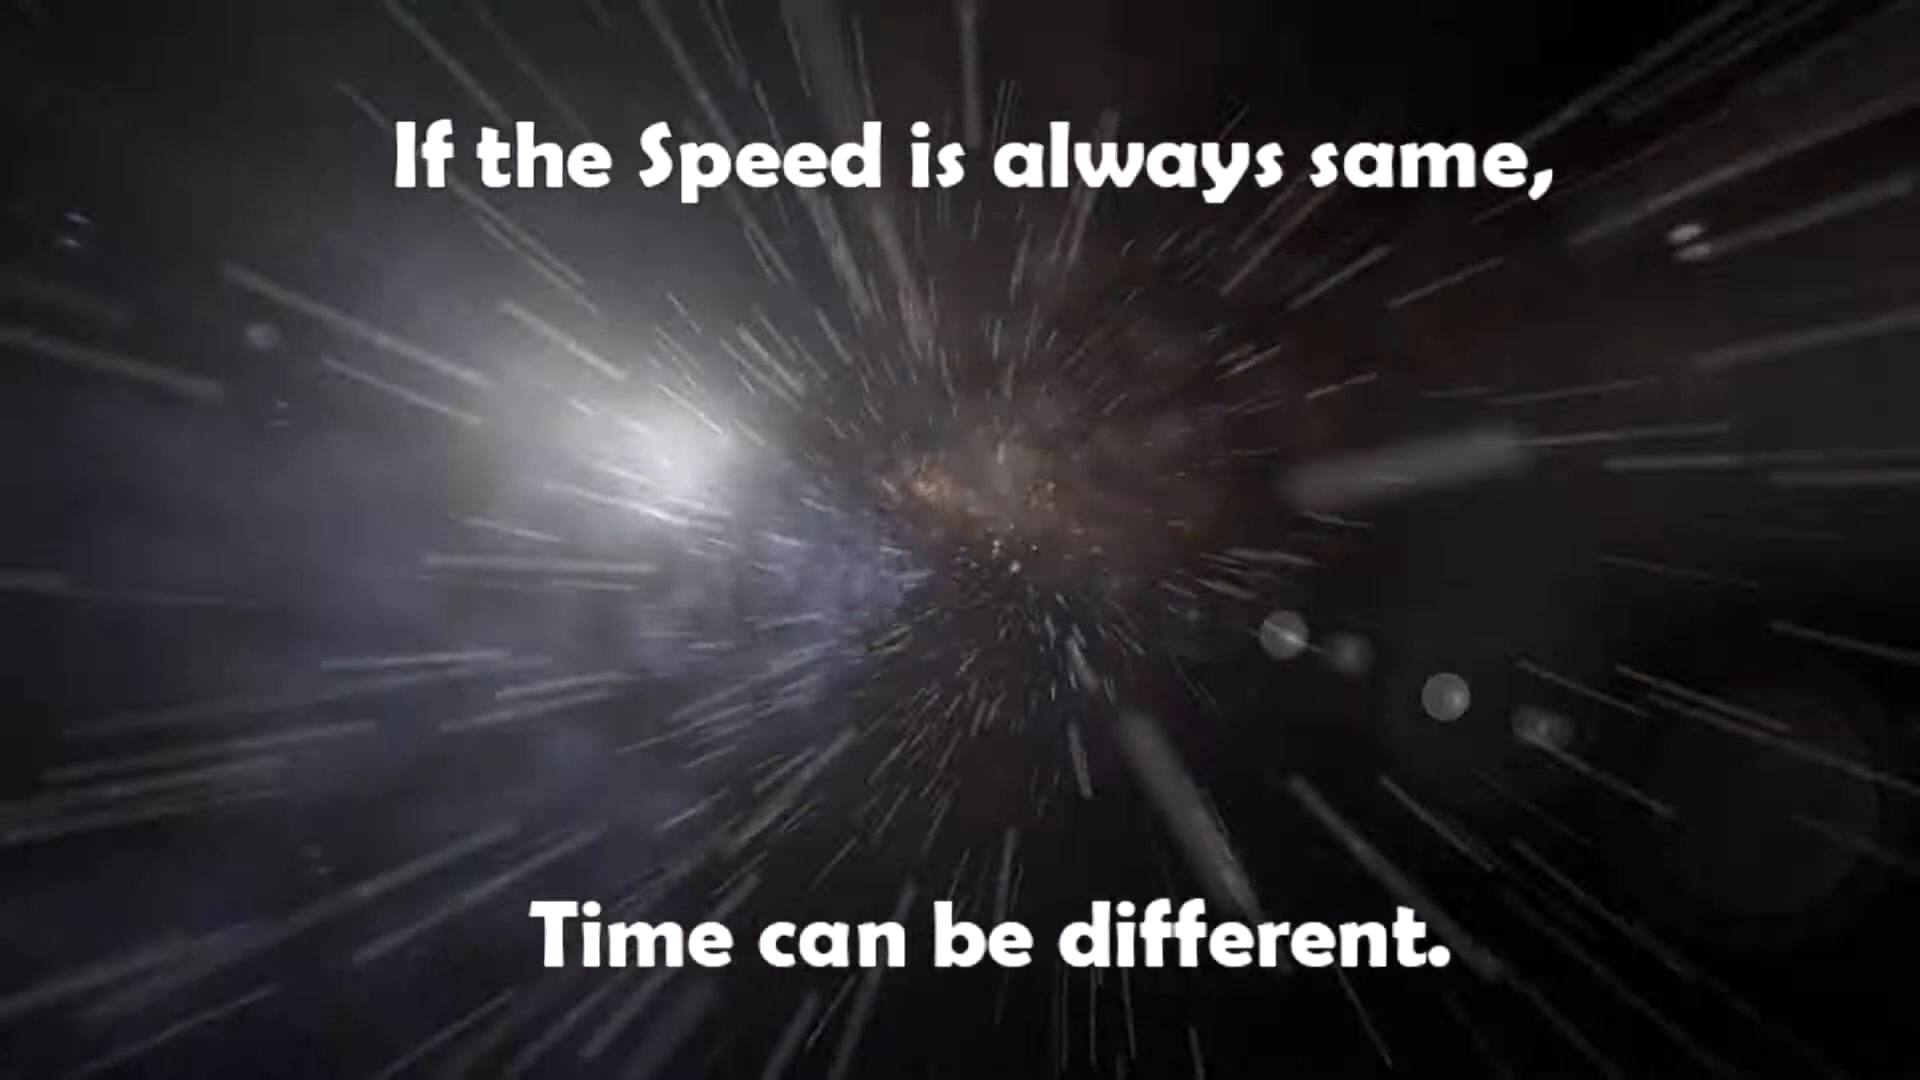 If the Speed is always same,
Time can be different.